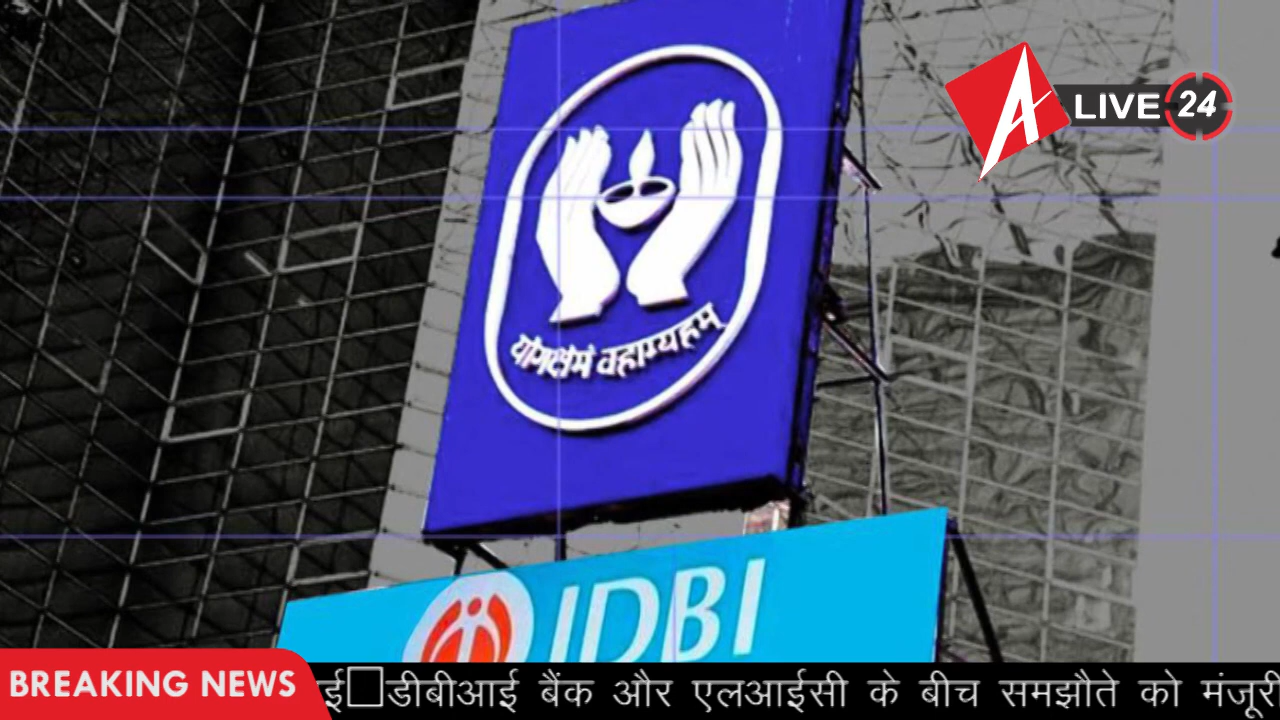 A LIVE 24
योगक्षेमं वहाम्यहम्
IDBI
BREAKING NEWS
ई□डीबीआई बैंक और एलआईसी के बीच समझौते को मंजूरी